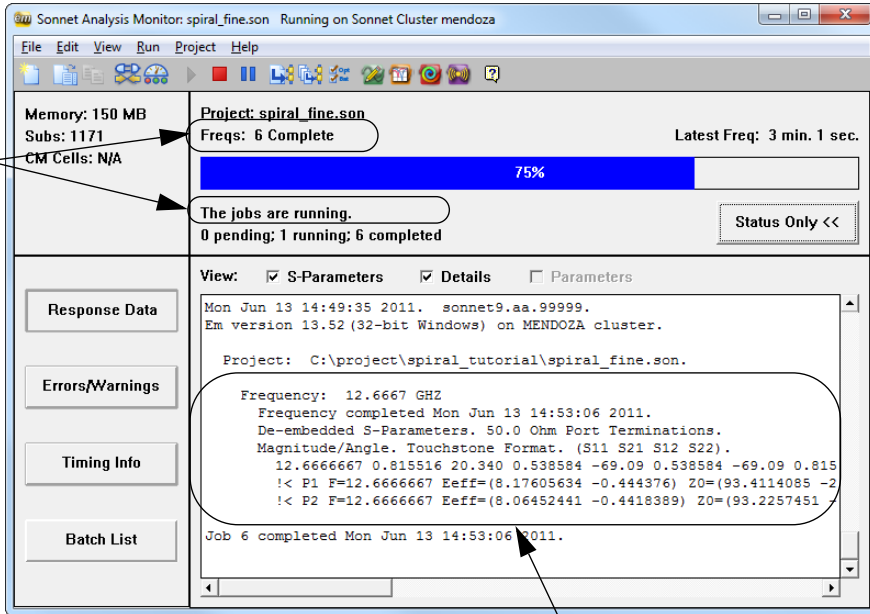 Sonnet Analysis Monitor: spiral_fine.son Running on Sonnet Cluster mendoza
File Edit View Run Project Help
Memory: 150 MB
Subs: 1171
CM Cells: N/A
Project: spiral_fine.son
Freqs: 6 Complete
Latest Freq: 3 min. 1 sec.
75%
The jobs are running.
0 pending; 1 running; 6 completed
Status Only <<
View: S-Parameters Details Parameters
Response Data
Errors/Warnings
Timing Info
Batch List
Mon Jun 13 14:49:35 2011. sonnet9.aa.99999.
Em version 13.52 (32-bit Windows) on MENDOZA cluster.
Project: C:\project\spiral_tutorial\spiral_fine.son.
Frequency: 12.6667 GHZ
Frequency completed Mon Jun 13 14:53:06 2011.
De-embedded S-Parameters. 50.0 Ohm Port Terminations.
Magnitude/Angle. Touchstone Format. (S11 S21 S12 S22).
12.6666667 0.815516 20.340 0.538584 -69.09 0.538584 -69.09 0.815
!< P1 F=12.6666667 Eeff=(8.17605634 -0.444376) Z0=(93.4114085 -2
!< P2 F=12.6666667 Eeff=(8.06452441 -0.4418389) Z0=(93.2257451 -
Job 6 completed Mon Jun 13 14:53:06 2011.